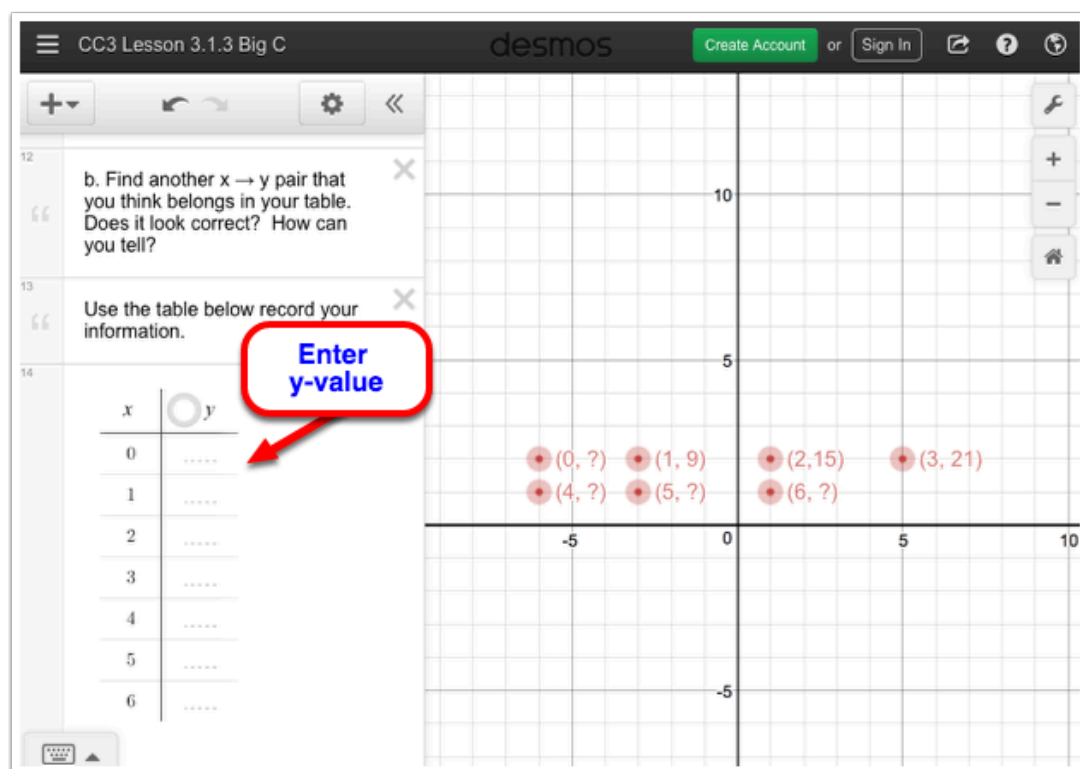 CC3 Lesson 3.1.3 Big C
desmos
Create Account or Sign In
12
b. Find another x → y pair that
you think belongs in your table.
Does it look correct? How can
you tell?
13
Use the table below record your
information.
14
Enter
y-value
x y
0 .....
1 .....
2 .....
3 .....
4 .....
5 .....
6 .....
10
5
(0, ?) (1, 9) (2,15) (3, 21)
(4, ?) (5, ?) (6, ?)
-5 0 5 10
-5